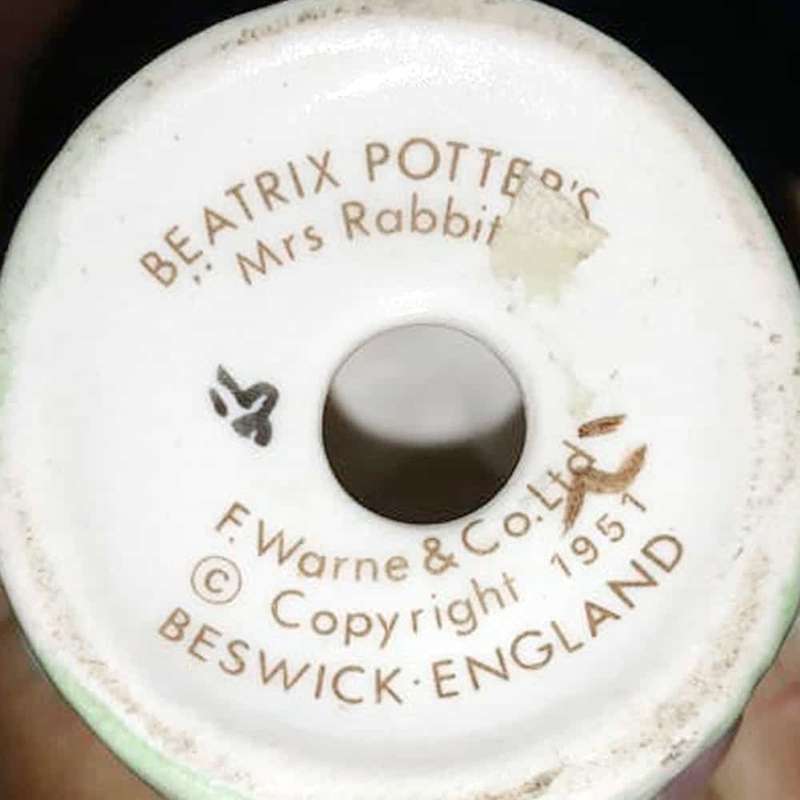 BEATRIX POTTER'S
Mrs Rabbit
F. Warne & Co. Ltd
© Copyright 1951
BESWICK · ENGLAND